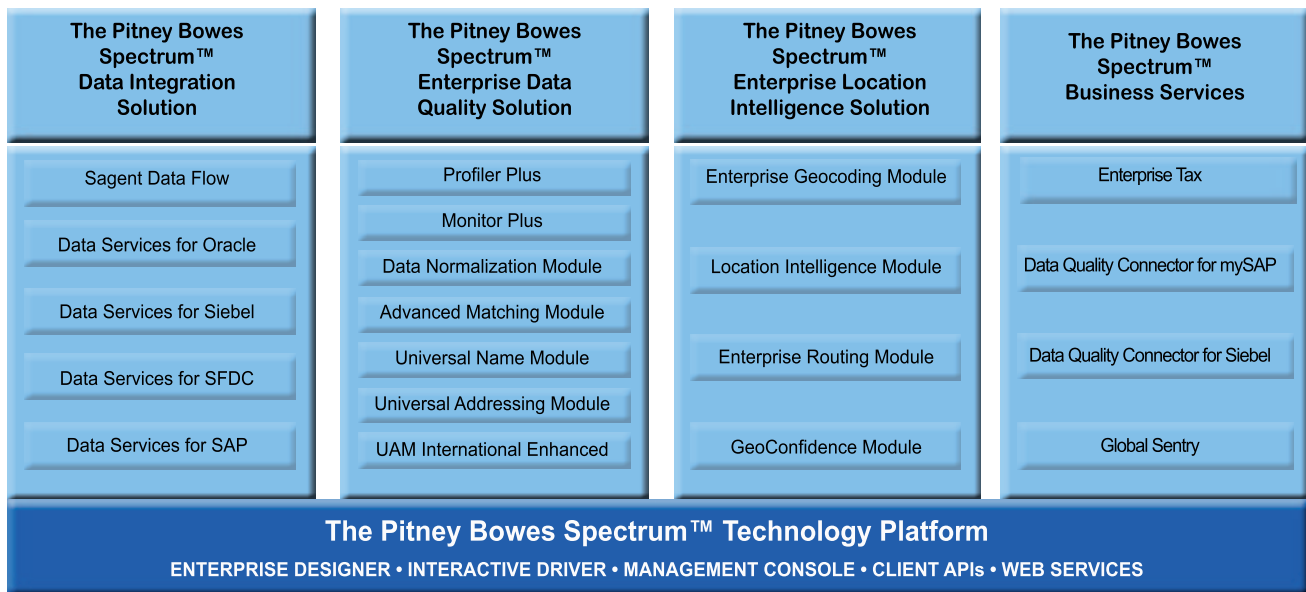 The Pitney Bowes
Spectrum™
Data Integration
Solution
Sagent Data Flow
Data Services for Oracle
Data Services for Siebel
Data Services for SFDC
Data Services for SAP
The Pitney Bowes
Spectrum™
Enterprise Data
Quality Solution
Profiler Plus
Monitor Plus
Data Normalization Module
Advanced Matching Module
Universal Name Module
Universal Addressing Module
UAM International Enhanced
The Pitney Bowes
Spectrum™
Enterprise Location
Intelligence Solution
Enterprise Geocoding Module
Location Intelligence Module
Enterprise Routing Module
GeoConfidence Module
The Pitney Bowes
Spectrum™
Business Services
Enterprise Tax
Data Quality Connector for mySAP
Data Quality Connector for Siebel
Global Sentry
The Pitney Bowes Spectrum™ Technology Platform
ENTERPRISE DESIGNER • INTERACTIVE DRIVER • MANAGEMENT CONSOLE • CLIENT APIs • WEB SERVICES